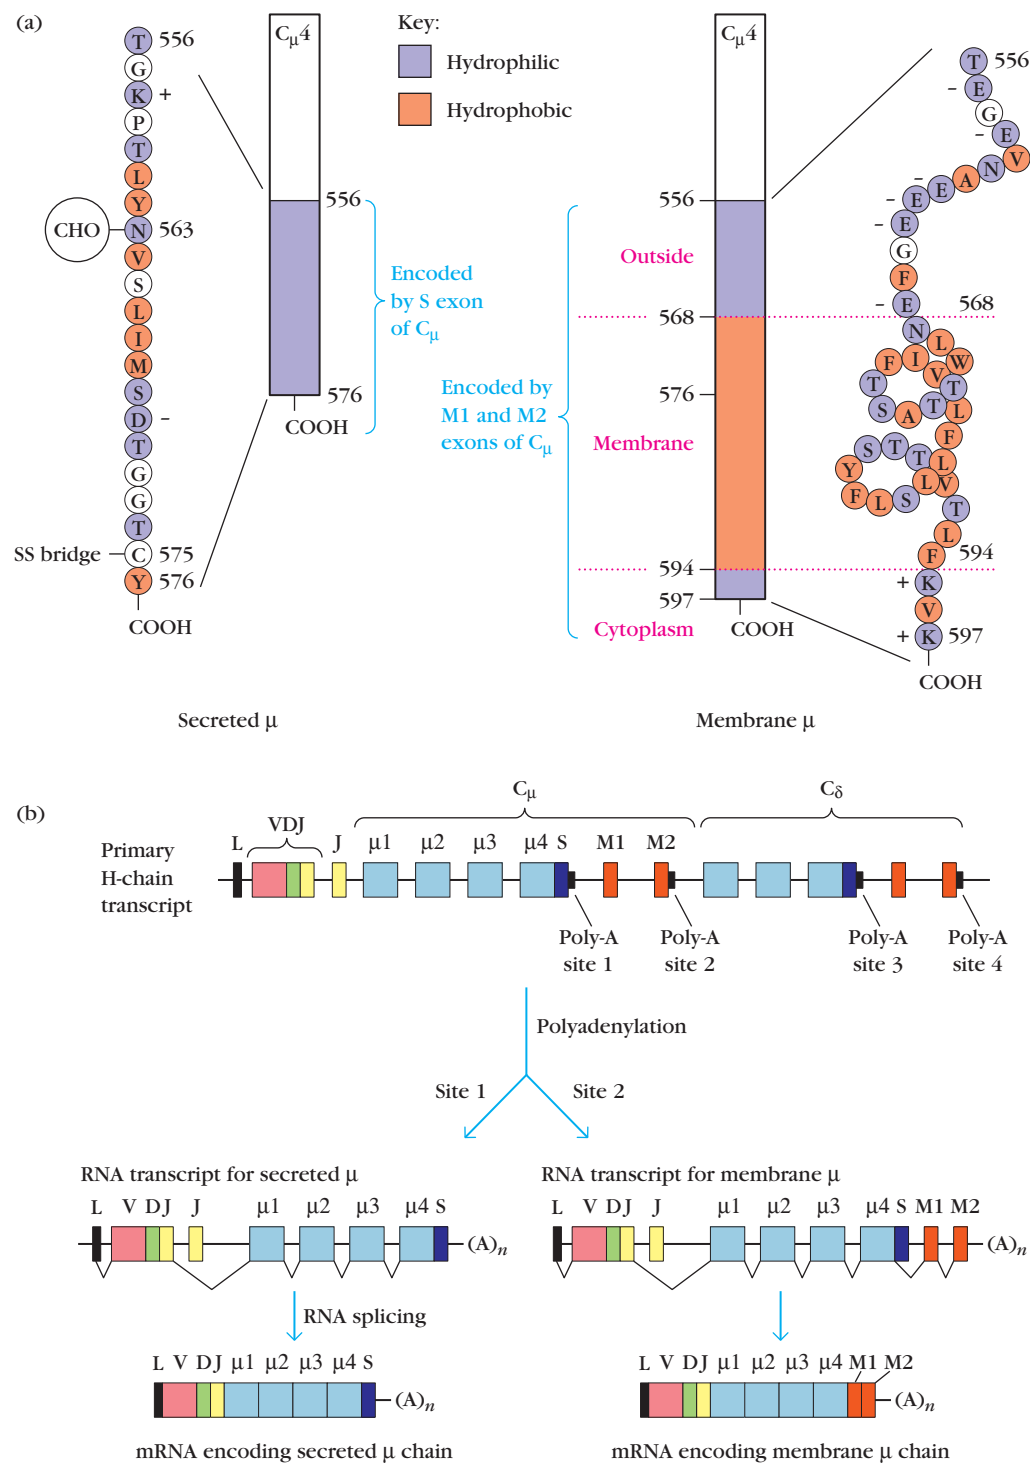 (a)
Key:
Hydrophilic
Hydrophobic
T 556
G
K +
P
T
L
Y
CHO N 563
V
S
L
I
M
S
D –
T
G
G
T
SS bridge C 575
Y 576
COOH
Secreted μ
Cμ4
556
Encoded
by S exon
of Cμ
576
COOH
Cμ4
556
Outside
568
Encoded by
M1 and M2
exons of Cμ
576
Membrane
594
597
Cytoplasm
COOH
T 556
– E
G
– E
V
N
A
– E
– E
– E
G
F
– E 568
N
L
W
V
I
F
T
S
A
T
T
L
F
L
V
T
T
S
Y
F
L
S
L
L
T
L
F 594
+ K
V
+ K 597
COOH
Membrane μ
(b)
Cμ Cδ
VDJ
L J μ1 μ2 μ3 μ4 S M1 M2
Primary
H-chain
transcript
Poly-A
site 1
Poly-A
site 2
Poly-A
site 3
Poly-A
site 4
Polyadenylation
Site 1 Site 2
RNA transcript for secreted μ
L V D J J μ1 μ2 μ3 μ4 S
(A)n
RNA splicing
L V D J μ1 μ2 μ3 μ4 S
(A)n
mRNA encoding secreted μ chain
RNA transcript for membrane μ
L V D J J μ1 μ2 μ3 μ4 S M1 M2
(A)n
L V D J μ1 μ2 μ3 μ4 M1 M2
(A)n
mRNA encoding membrane μ chain